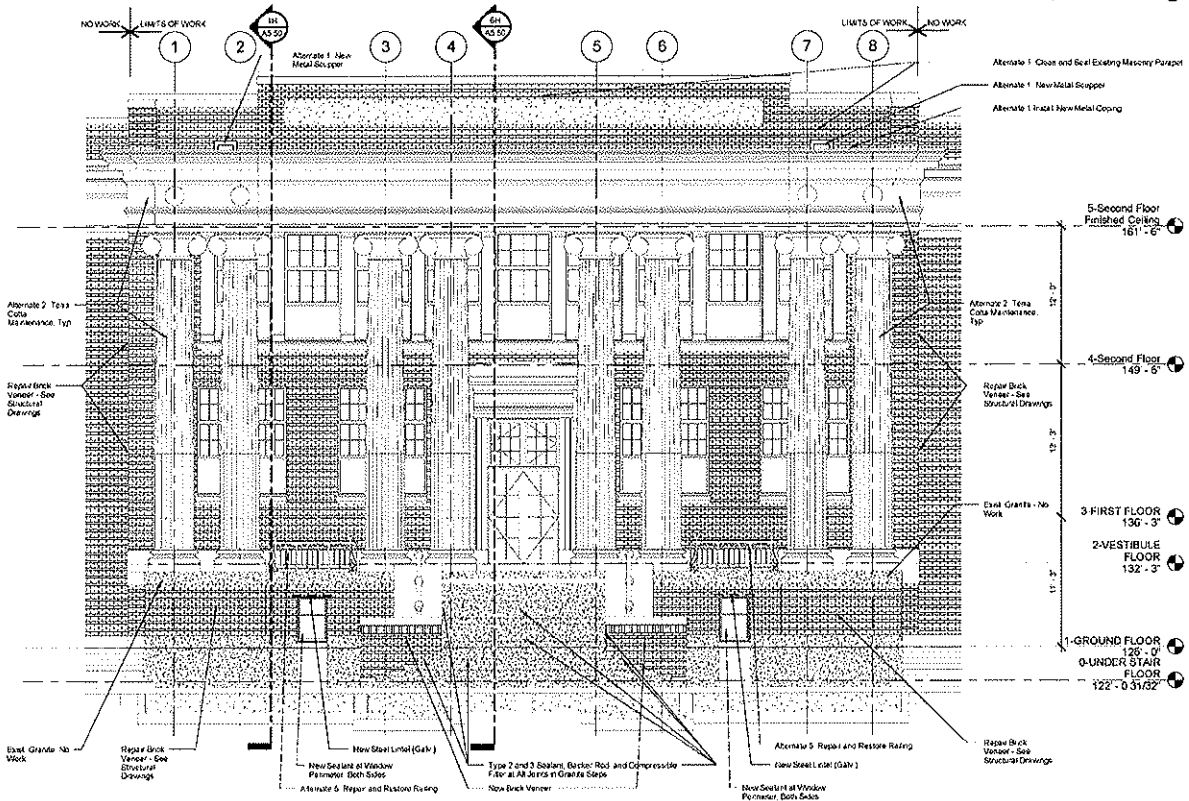 NO WORK
LIMITS OF WORK
1H
A5.50
6H
A5.50
LIMITS OF WORK
NO WORK
1
2
3
4
5
6
7
8
Alternate 1 New
Metal Scupper
Alternate 1 Clean and Seal Existing Masonry Parapet
Alternate 1 New Metal Scupper
Alternate 1 Install New Metal Coping
5-Second Floor
Finished Ceiling
161' - 6"
12' - 0"
Alternate 2 Terra
Cotta
Maintenance, Typ
Alternate 2 Terra
Cotta Maintenance,
Typ
4-Second Floor
149' - 6"
Repair Brick
Veneer - See
Structural
Drawings
Repair Brick
Veneer - See
Structural
Drawings
12' - 3"
Exist Granite - No
Work
3-FIRST FLOOR
136' - 3"
2-VESTIBULE
FLOOR
132' - 3"
11' - 3"
1-GROUND FLOOR
126' - 0"
0-UNDER STAIR
FLOOR
122' - 0 31/32"
Exist Granite No
Work
Repair Brick
Veneer - See
Structural
Drawings
New Steel Lintel (Galv.)
New Sealant at Window
Perimeter, Both Sides
Alternate 5 Repair and Restore Railing
Type 2 and 3 Sealant, Backer Rod, and Compressible
Filler at All Joints in Granite Steps
New Brick Veneer
Alternate 5 Repair and Restore Railing
New Steel Lintel (Galv.)
New Sealant at Window
Perimeter, Both Sides
Repair Brick
Veneer - See
Structural
Drawings